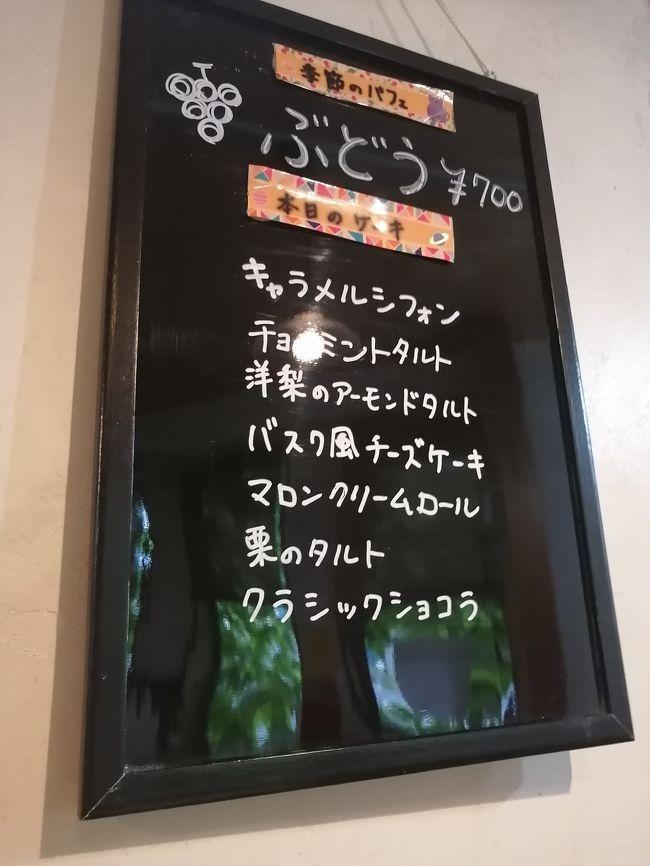 季節のパフェ
ぶどう ¥700
本日のケーキ
キャラメルシフォン
チョコミントタルト
洋梨のアーモンドタルト
バスク風チーズケーキ
マロンクリームロール
栗のタルト
クラシックショコラ